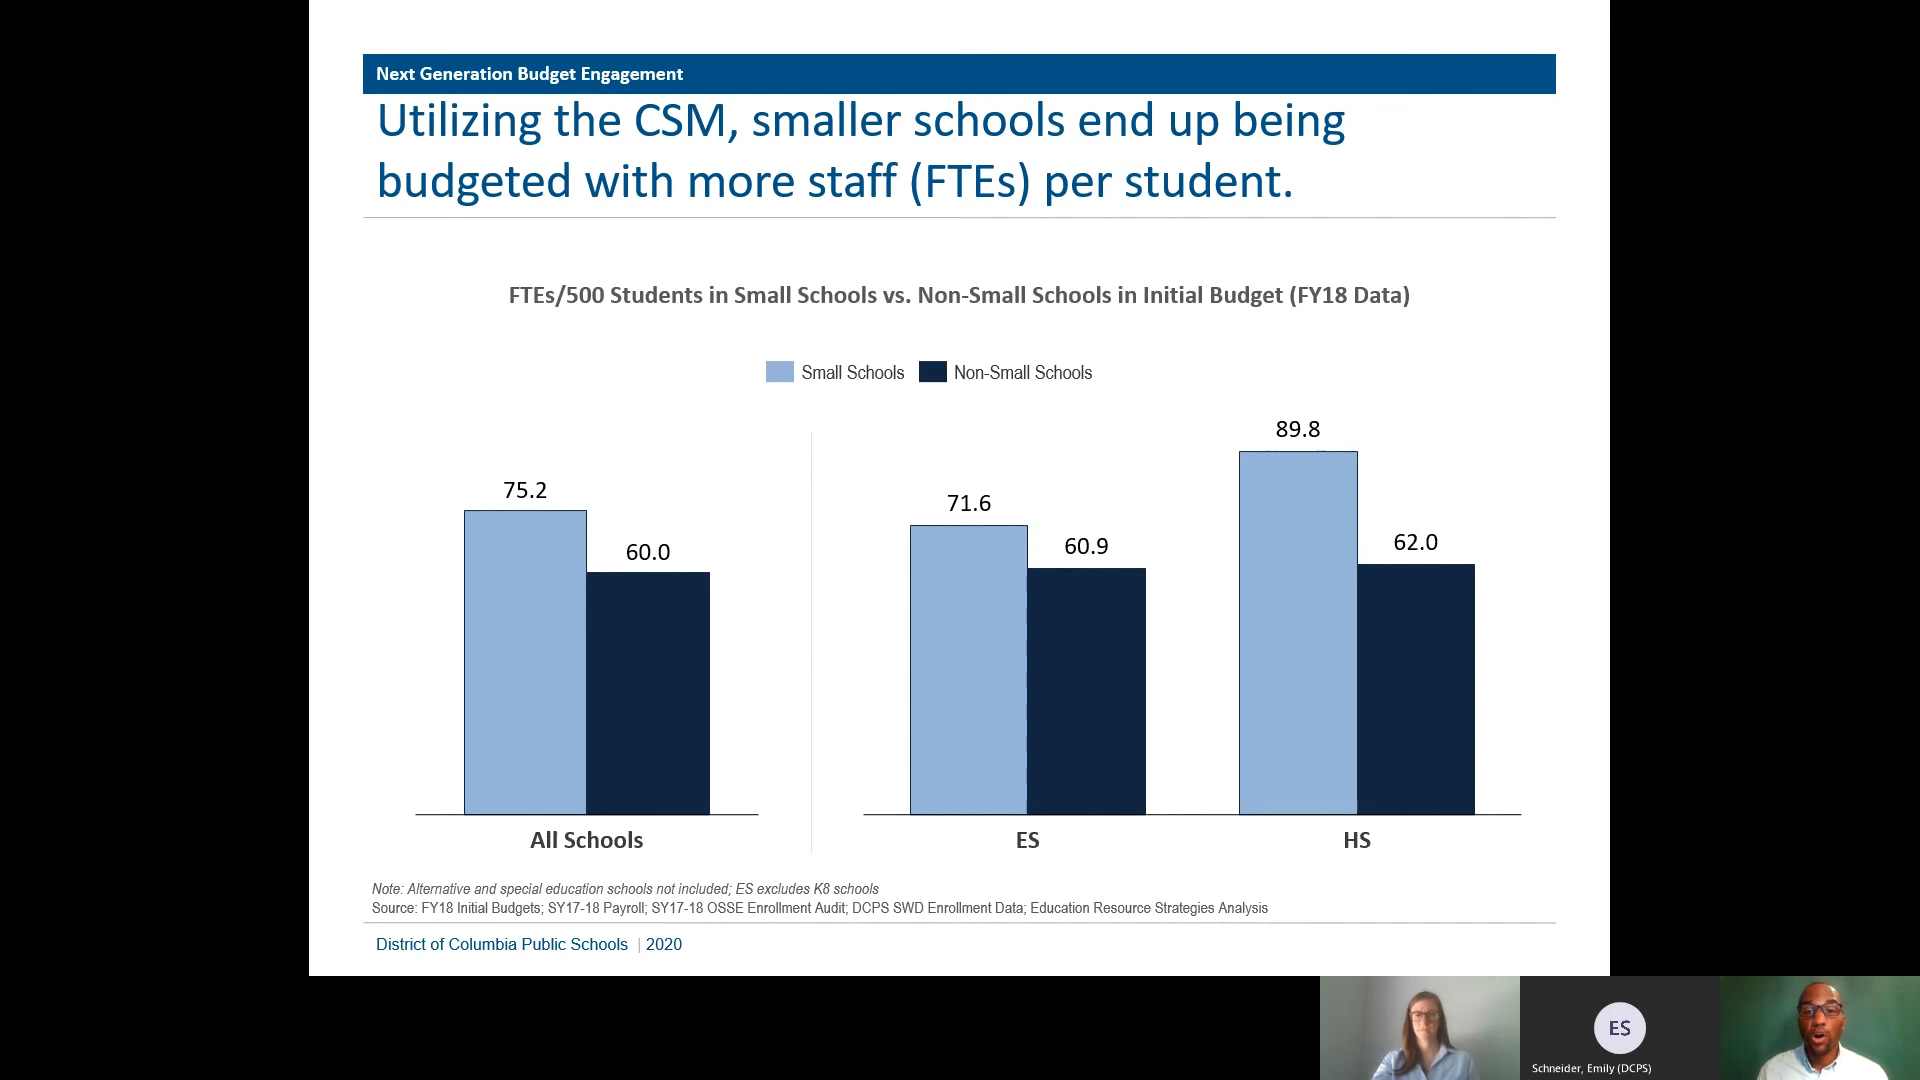 Next Generation Budget Engagement
Utilizing the CSM, smaller schools end up being
budgeted with more staff (FTEs) per student.
FTEs/500 Students in Small Schools vs. Non-Small Schools in Initial Budget (FY18 Data)
Small Schools
Non-Small Schools
75.2
60.0
71.6
60.9
89.8
62.0
All Schools
ES
HS
Note: Alternative and special education schools not included; ES excludes K8 schools
Source: FY18 Initial Budgets; SY17-18 Payroll; SY17-18 OSSE Enrollment Audit; DCPS SWD Enrollment Data; Education Resource Strategies Analysis
District of Columbia Public Schools | 2020
ES
Schneider, Emily (DCPS)